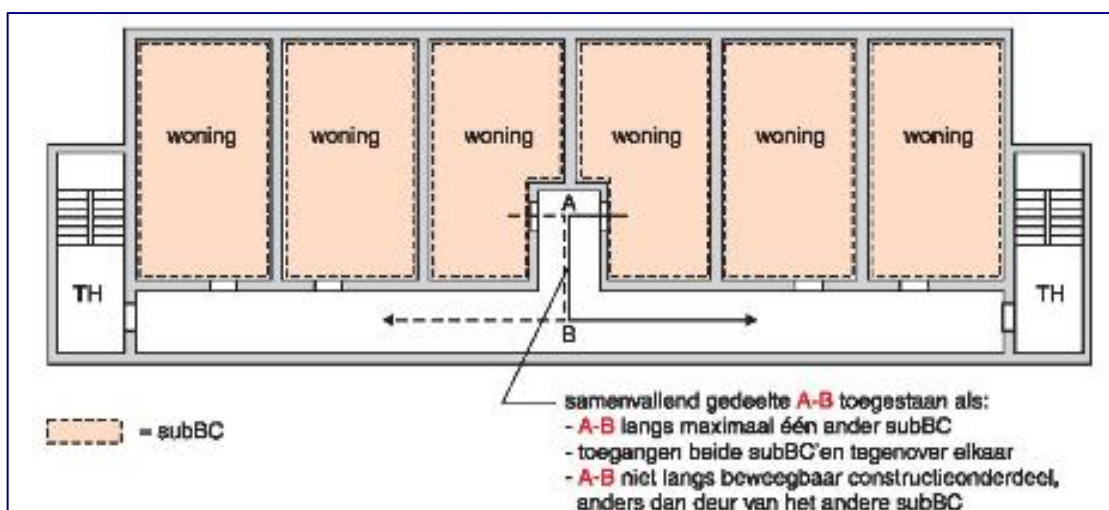 woning
woning
woning
woning
woning
woning
A
TH
TH
B
samenvallend gedeelte A-B toegestaan als:
- A-B langs maximaal één ander subBC
= subBC
- toegangen beide subBC'en tegenover elkaar
- A-B niet langs beweegbaar constructieonderdeel,
anders dan deur van het andere subBC